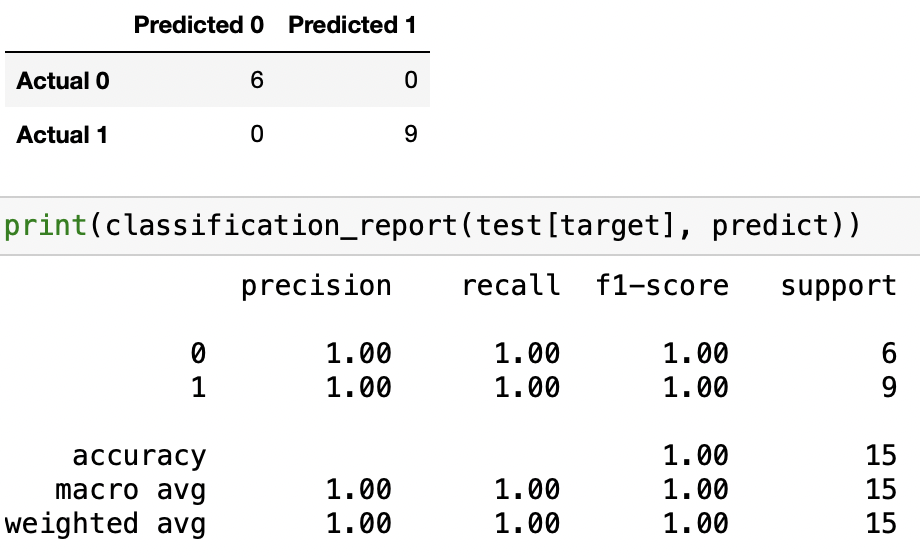 Predicted 0 Predicted 1
Actual 0 6 0
Actual 1 0 9
print(classification_report(test[target], predict))
precision recall f1-score support
0 1.00 1.00 1.00 6
1 1.00 1.00 1.00 9
accuracy 1.00 15
macro avg 1.00 1.00 1.00 15
weighted avg 1.00 1.00 1.00 15